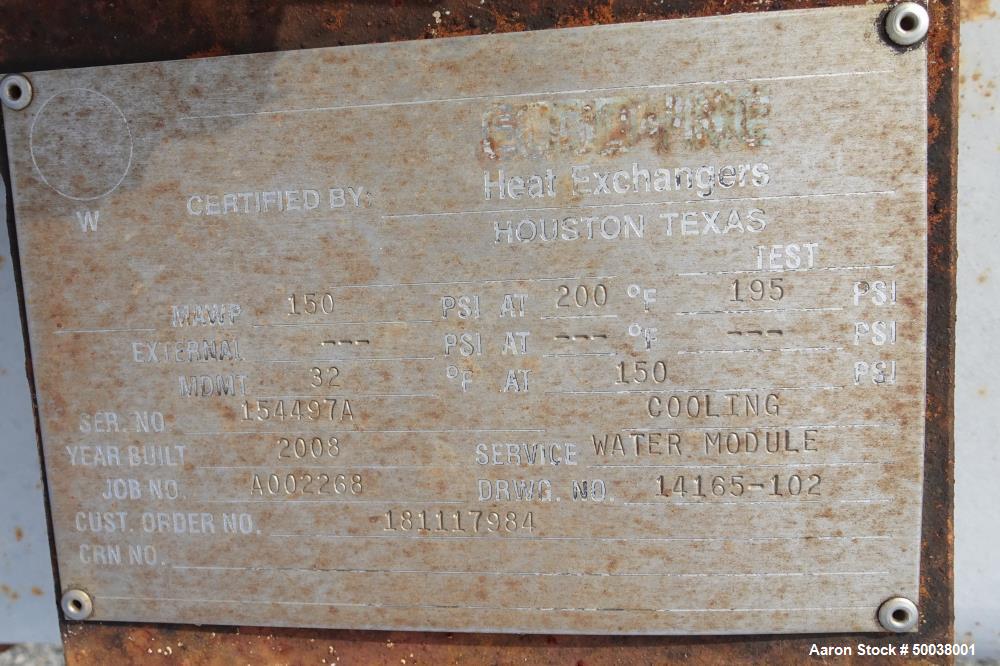 W
CERTIFIED BY:
Heat Exchangers
HOUSTON TEXAS
TEST
MAWP 150 PSI AT 200 °F 195 PSI
EXTERNAL --- PSI AT --- °F --- PSI
MDMT 32 °F AT 150 PSI
SER. NO. 154497A COOLING
YEAR BUILT 2008 SERVICE WATER MODULE
JOB NO. A002268 DRWG. NO. 14165-102
CUST. ORDER NO. 181117984
CRN NO.
Aaron Stock # 50038001